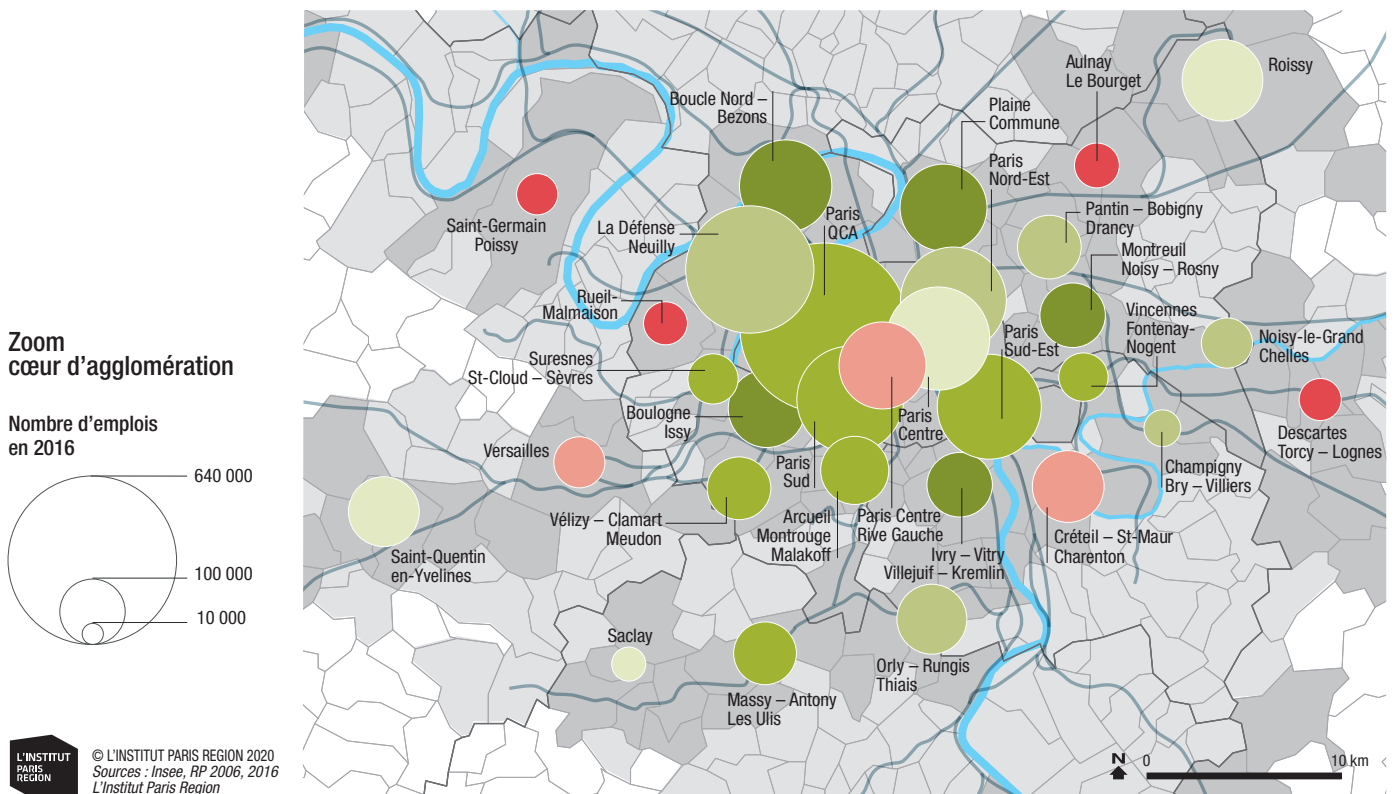 Zoom
cœur d'agglomération
Nombre d'emplois
en 2016
640 000
100 000
10 000
L'INSTITUT
PARIS
REGION
© L'INSTITUT PARIS REGION 2020
Sources : Insee, RP 2006, 2016
L'Institut Paris Region
Boucle Nord –
Bezons
Plaine
Commune
Aulnay
Le Bourget
Roissy
Paris
Nord-Est
Saint-Germain
Poissy
La Défense
Neuilly
Paris
QCA
Pantin – Bobigny
Drancy
Montreuil
Noisy – Rosny
Rueil-
Malmaison
Vincennes
Fontenay-
Nogent
Noisy-le-Grand
Chelles
Suresnes
St-Cloud – Sèvres
Paris
Sud-Est
Boulogne
Issy
Paris
Centre
Descartes
Torcy – Lognes
Versailles
Paris
Sud
Champigny
Bry – Villiers
Vélizy – Clamart
Meudon
Arcueil
Montrouge
Malakoff
Paris Centre
Rive Gauche
Ivry – Vitry
Villejuif – Kremlin
Créteil – St-Maur
Charenton
Saint-Quentin
en-Yvelines
Saclay
Massy – Antony
Les Ulis
Orly – Rungis
Thiais
N
0
10 km